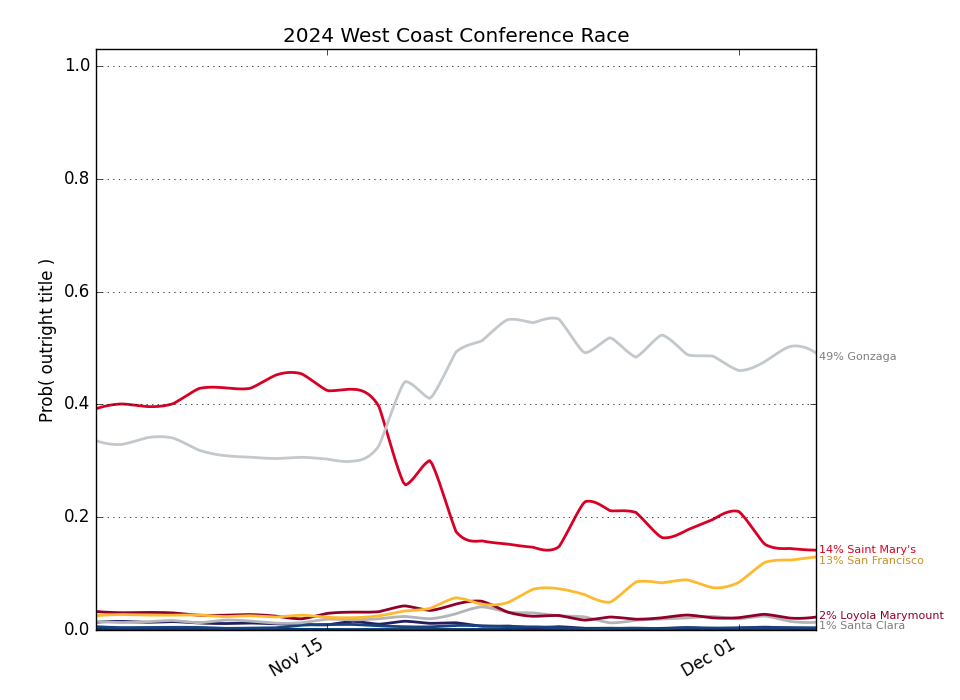 2024 West Coast Conference Race
Prob( outright title )
1.0
0.8
0.6
0.4
0.2
0.0
49% Gonzaga
14% Saint Mary's
13% San Francisco
2% Loyola Marymount
1% Santa Clara
Nov 15
Dec 01